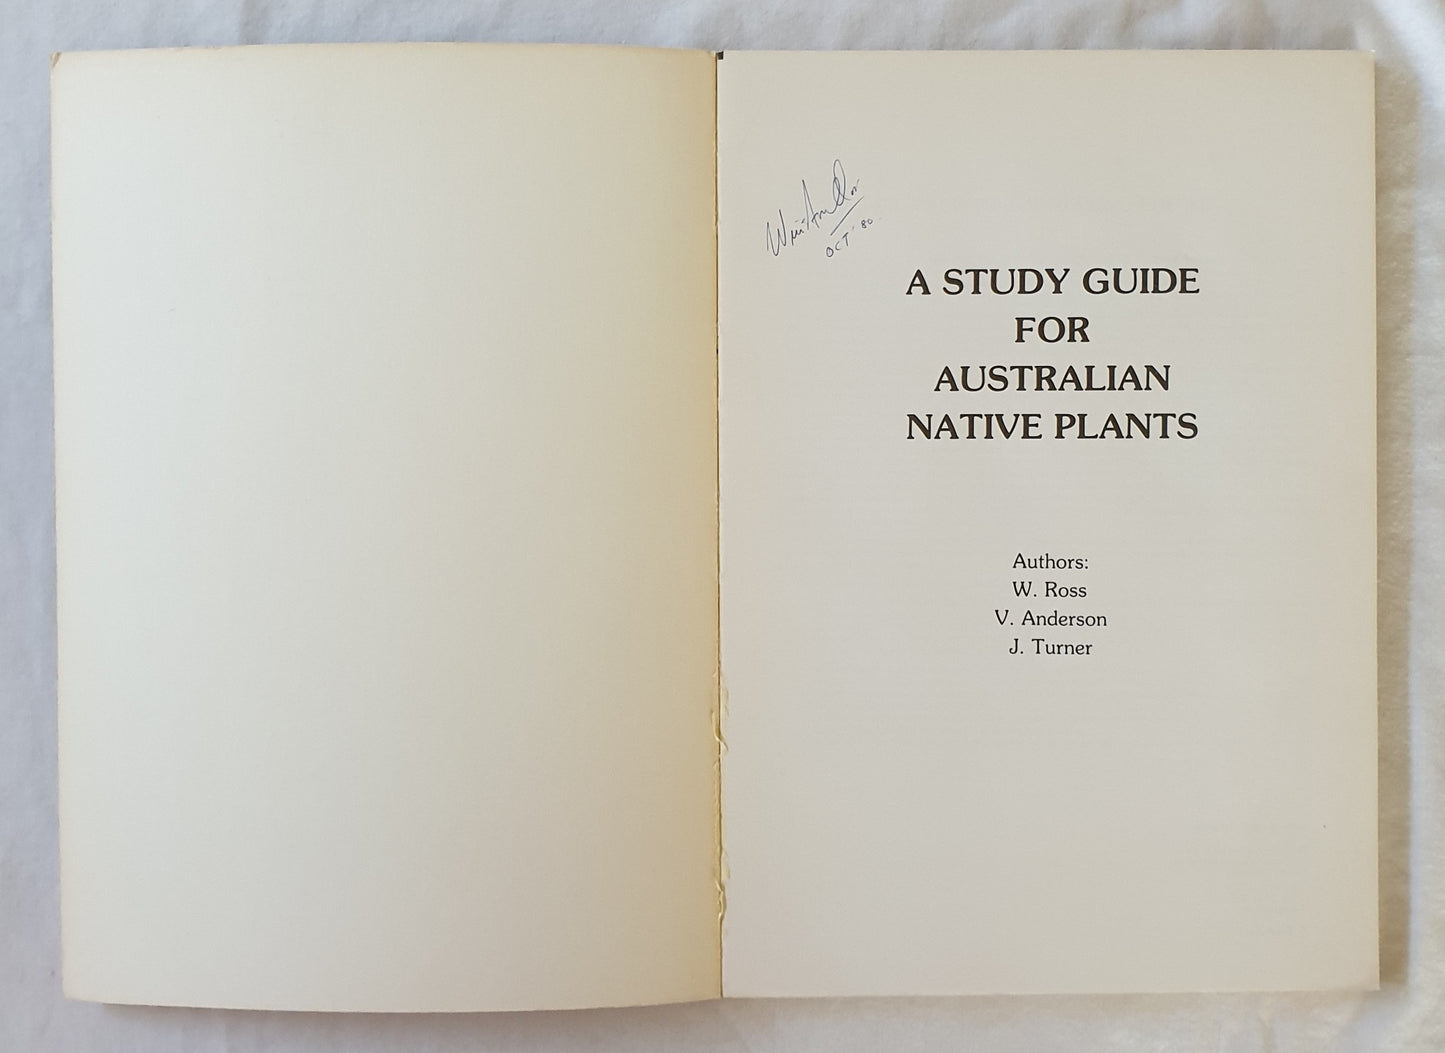 OCT' 80
A STUDY GUIDE
FOR
AUSTRALIAN
NATIVE PLANTS
Authors:
W. Ross
V. Anderson
J. Turner